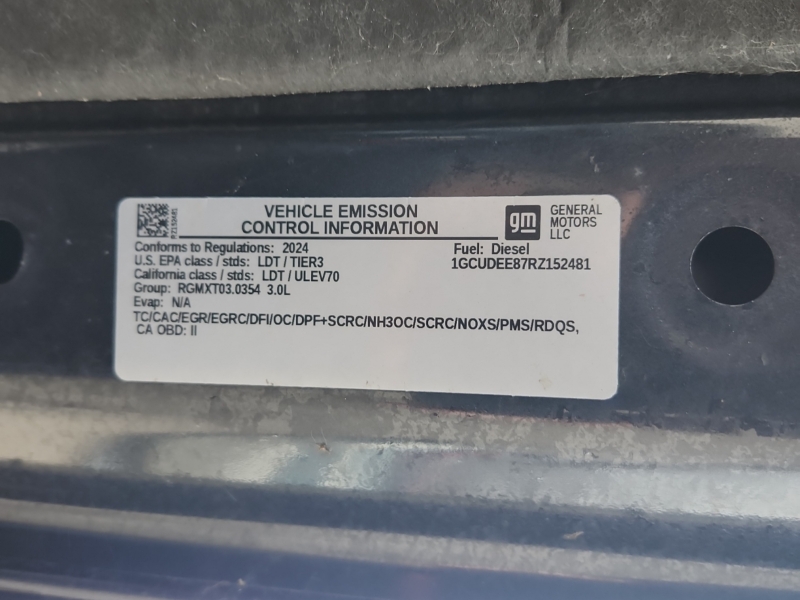 VEHICLE EMISSION
CONTROL INFORMATION
gm
GENERAL
MOTORS
LLC
Conforms to Regulations: 2024
U.S. EPA class / stds: LDT / TIER3
California class / stds: LDT / ULEV70
Group: RGMXT03.0354 3.0L
Evap: N/A
Fuel: Diesel
1GCUDEE87RZ152481
TC/CAC/EGR/EGRC/DFI/OC/DPF+SCRC/NH3OC/SCRC/NOXS/PMS/RDQS,
CA OBD: II